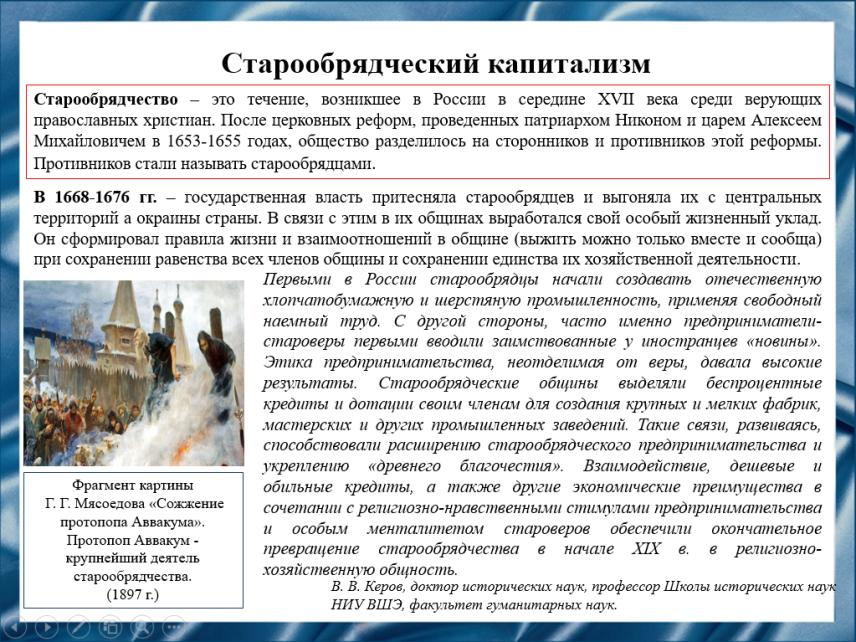 Старообрядческий капитализм
Старообрядчество – это течение, возникшее в России в середине XVII века среди верующих
православных христиан. После церковных реформ, проведенных патриархом Никоном и царем Алексеем
Михайловичем в 1653-1655 годах, общество разделилось на сторонников и противников этой реформы.
Противников стали называть старообрядцами.
В 1668-1676 гг. – государственная власть притесняла старообрядцев и выгоняла их с центральных
территорий а окраины страны. В связи с этим в их общинах выработался свой особый жизненный уклад.
Он сформировал правила жизни и взаимоотношений в общине (выжить можно только вместе и сообща)
при сохранении равенства всех членов общины и сохранении единства их хозяйственной деятельности.
Первыми в России старообрядцы начали создавать отечественную
хлопчатобумажную и шерстяную промышленность, применяя свободный
наемный труд. С другой стороны, часто именно предприниматели-
староверы первыми вводили заимствованные у иностранцев «новины».
Этика предпринимательства, неотделимая от веры, давала высокие
результаты. Старообрядческие общины выделяли беспроцентные
кредиты и дотации своим членам для создания крупных и мелких фабрик,
мастерских и других промышленных заведений. Такие связи, развиваясь,
способствовали расширению старообрядческого предпринимательства и
укреплению «древнего благочестия». Взаимодействие, дешевые и
обильные кредиты, а также другие экономические преимущества в
сочетании с религиозно-нравственными стимулами предпринимательства
и особым менталитетом староверов обеспечили окончательное
превращение старообрядчества в начале XIX в. в религиозно-
хозяйственную общность.
В. В. Керов, доктор исторических наук, профессор Школы исторических наук
НИУ ВШЭ, факультет гуманитарных наук.
Фрагмент картины
Г. Г. Мясоедова «Сожжение
протопопа Аввакума».
Протопоп Аввакум -
крупнейший деятель
старообрядчества.
(1897 г.)